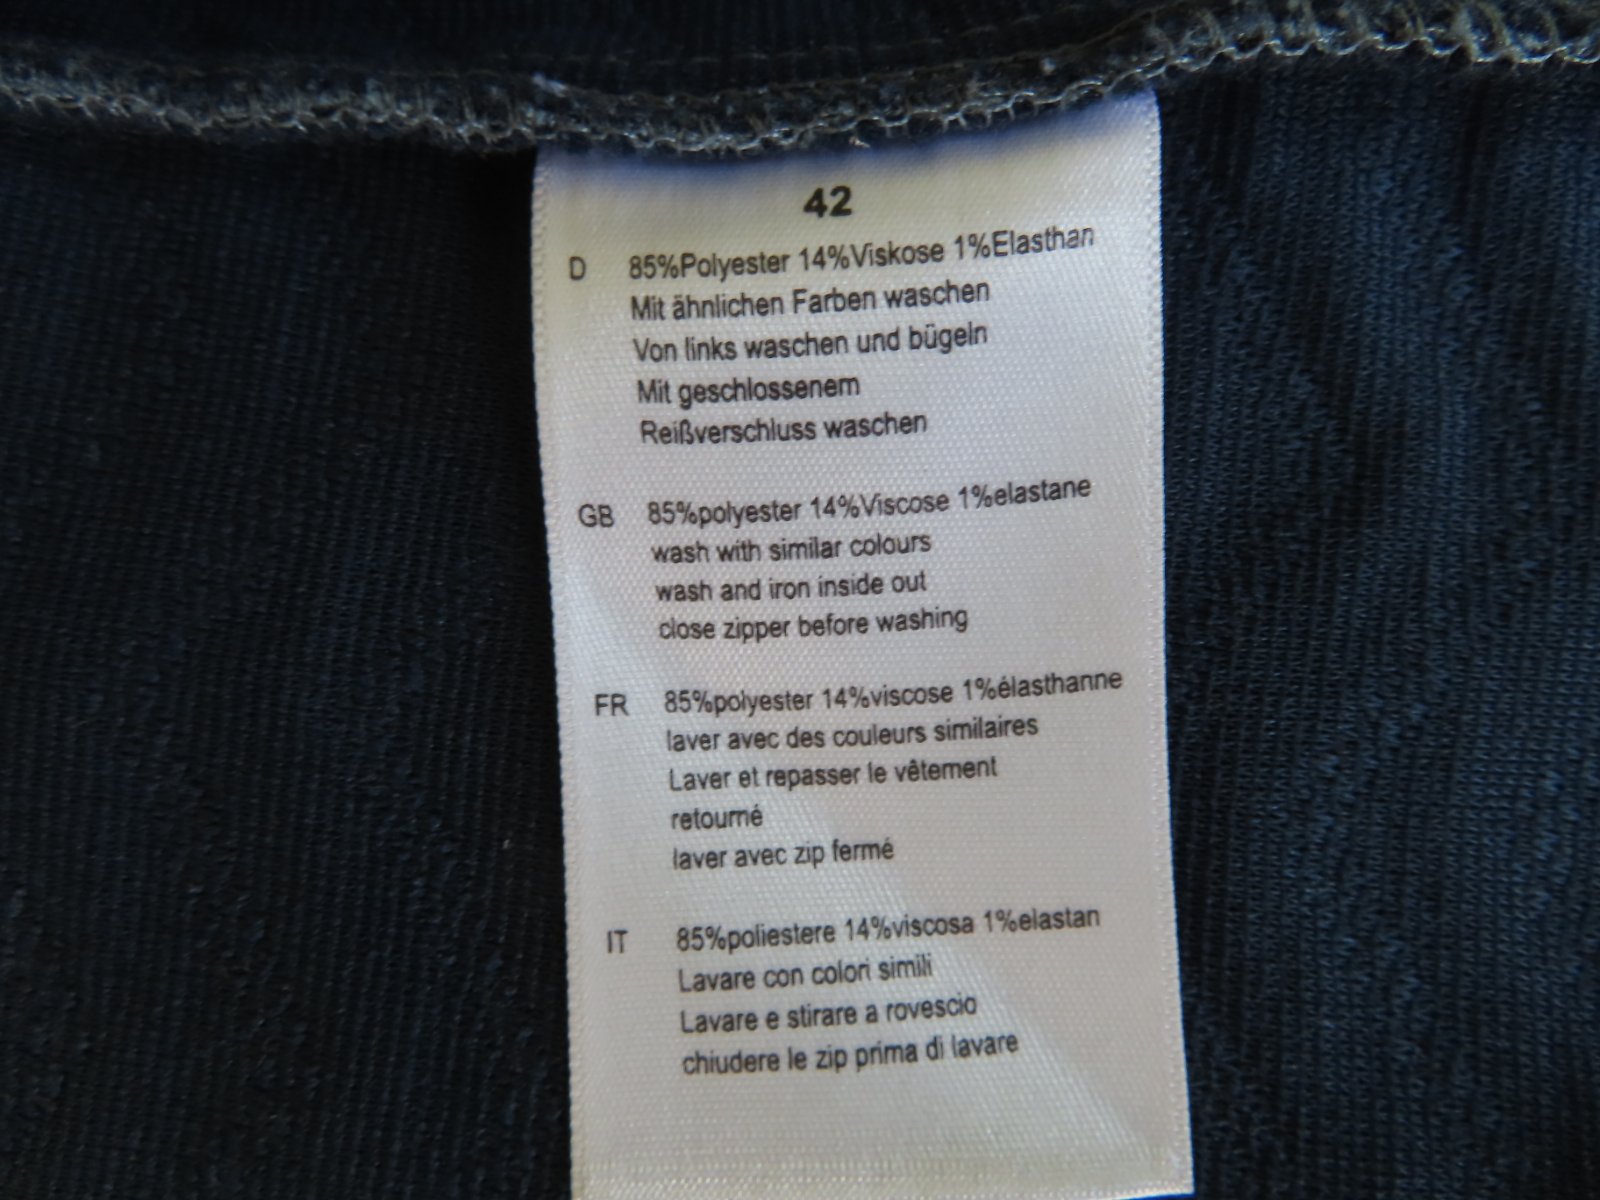 42
D 85%Polyester 14%Viskose 1%Elasthan
Mit ähnlichen Farben waschen
Von links waschen und bügeln
Mit geschlossenem
Reißverschluss waschen
GB 85%polyester 14%Viscose 1%elastane
wash with similar colours
wash and iron inside out
close zipper before washing
FR 85%polyester 14%viscose 1%élasthanne
laver avec des couleurs similaires
Laver et repasser le vêtement
retourné
laver avec zip fermé
IT 85%poliestere 14%viscosa 1%elastan
Lavare con colori simili
Lavare e stirare a rovescio
chiudere le zip prima di lavare